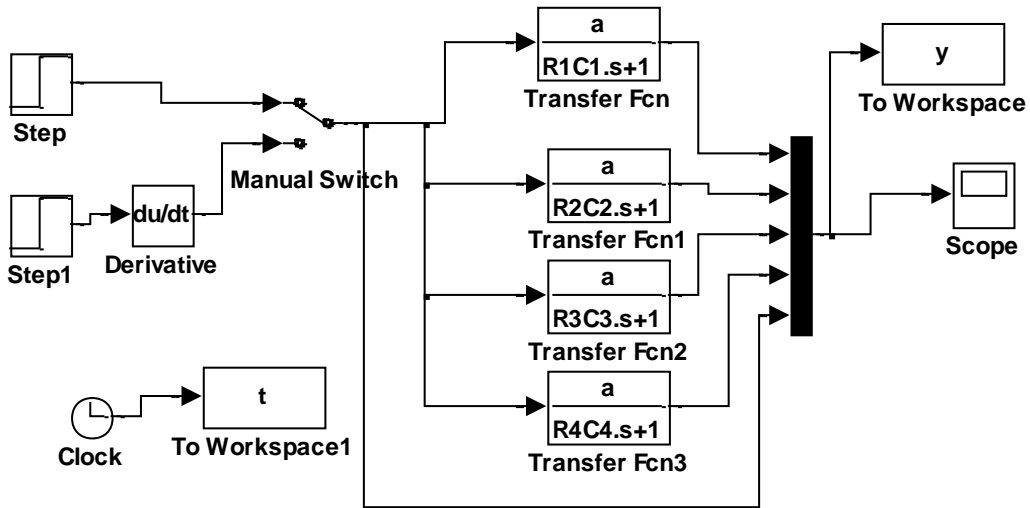 Step
Step1
du/dt
Derivative
Manual Switch
a
R1C1.s+1
Transfer Fcn
a
R2C2.s+1
Transfer Fcn1
a
R3C3.s+1
Transfer Fcn2
a
R4C4.s+1
Transfer Fcn3
y
To Workspace
Scope
Clock
t
To Workspace1